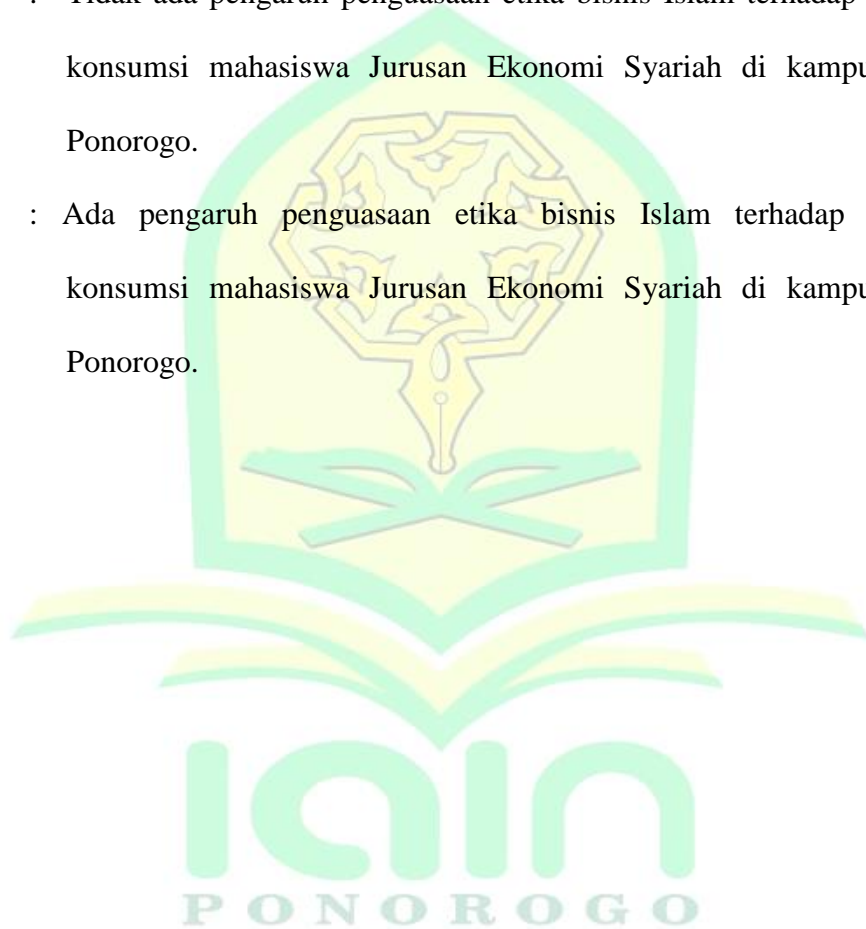 : Tidak ada pengaruh penguasaan etika bisnis Islam terhadap
konsumsi mahasiswa Jurusan Ekonomi Syariah di kampu
Ponorogo.
: Ada pengaruh penguasaan etika bisnis Islam terhadap
konsumsi mahasiswa Jurusan Ekonomi Syariah di kampu
Ponorogo.
iain
PONOROGO